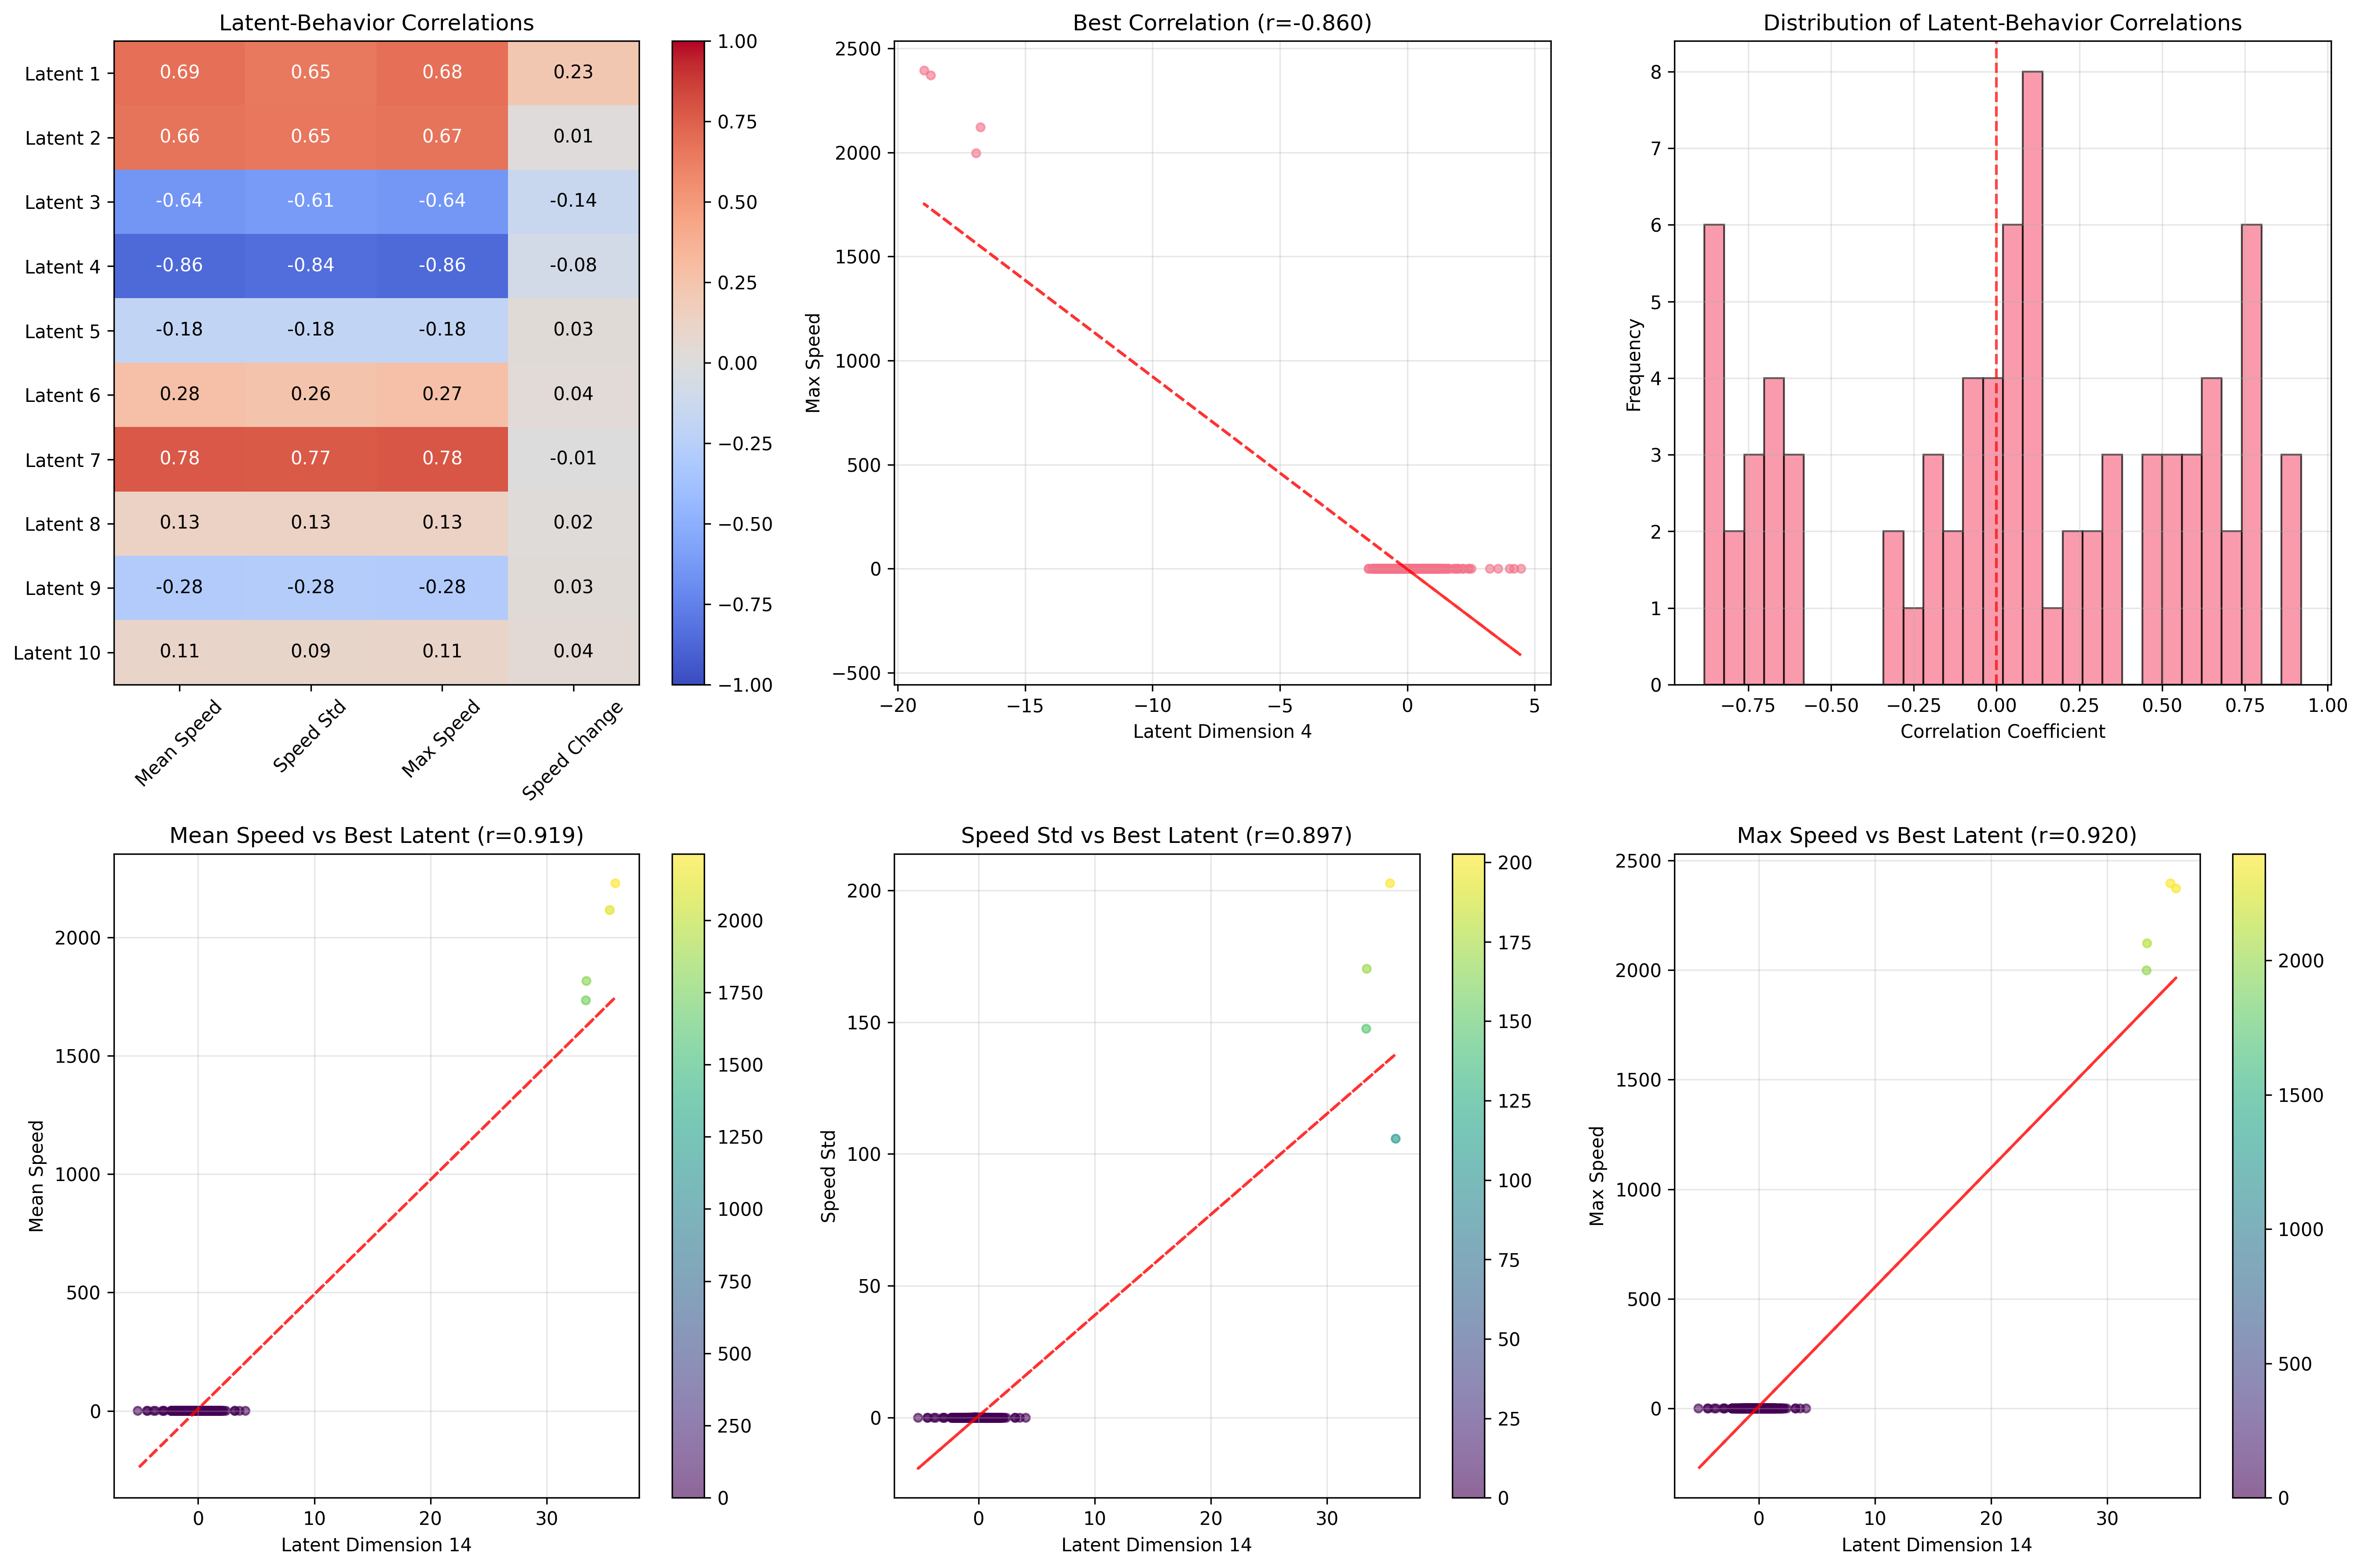 Latent-Behavior Correlations
Latent 1 0.69 0.65 0.68 0.23
Latent 2 0.66 0.65 0.67 0.01
Latent 3 -0.64 -0.61 -0.64 -0.14
Latent 4 -0.86 -0.84 -0.86 -0.08
Latent 5 -0.18 -0.18 -0.18 0.03
Latent 6 0.28 0.26 0.27 0.04
Latent 7 0.78 0.77 0.78 -0.01
Latent 8 0.13 0.13 0.13 0.02
Latent 9 -0.28 -0.28 -0.28 0.03
Latent 10 0.11 0.09 0.11 0.04
Mean Speed
Speed Std
Max Speed
Speed Change
1.00
0.75
0.50
0.25
0.00
−0.25
−0.50
−0.75
−1.00
Best Correlation (r=-0.860)
Max Speed
2500
2000
1500
1000
500
0
−500
−20 −15 −10 −5 0 5
Latent Dimension 4
Distribution of Latent-Behavior Correlations
Frequency
8
7
6
5
4
3
2
1
0
−0.75 −0.50 −0.25 0.00 0.25 0.50 0.75 1.00
Correlation Coefficient
Mean Speed vs Best Latent (r=0.919)
Mean Speed
2000
1500
1000
500
0
0 10 20 30
Latent Dimension 14
2000
1750
1500
1250
1000
750
500
250
0
Speed Std vs Best Latent (r=0.897)
Speed Std
200
150
100
50
0
0 10 20 30
Latent Dimension 14
200
175
150
125
100
75
50
25
0
Max Speed vs Best Latent (r=0.920)
Max Speed
2500
2000
1500
1000
500
0
0 10 20 30
Latent Dimension 14
2000
1500
1000
500
0